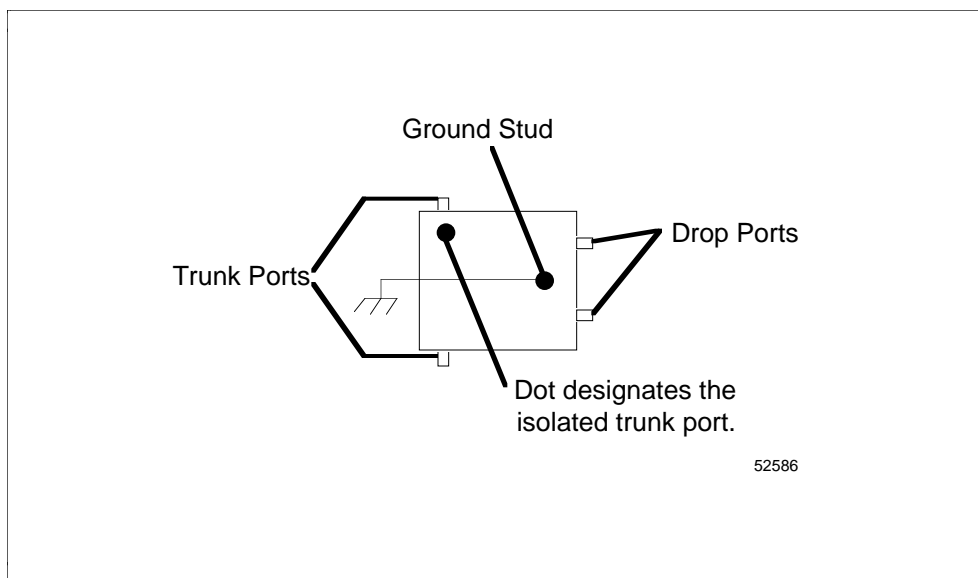 Ground Stud
Drop Ports
Trunk Ports
Dot designates the
isolated trunk port.
52586